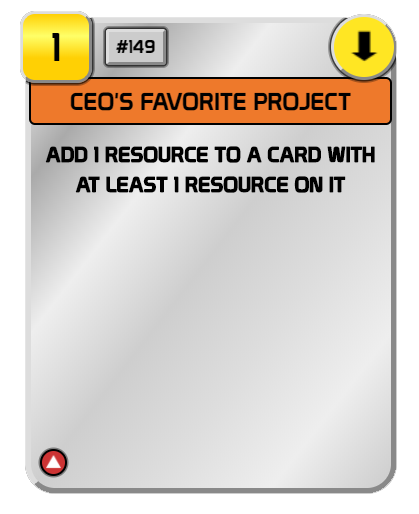 1
#149
CEO'S FAVORITE PROJECT
ADD 1 RESOURCE TO A CARD WITH
AT LEAST 1 RESOURCE ON IT